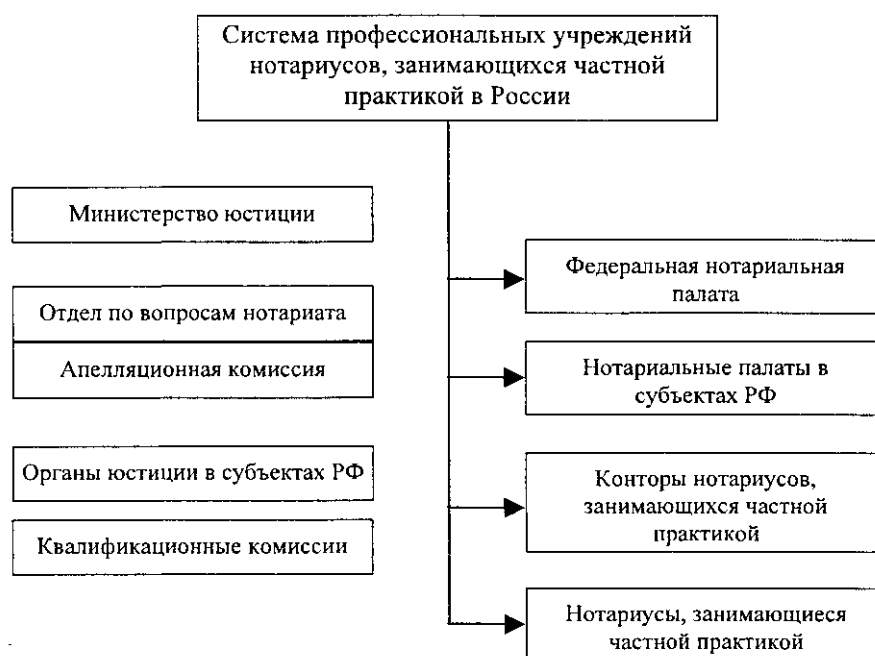 Система профессиональных учреждений
нотариусов, занимающихся частной
практикой в России
Министерство юстиции
Отдел по вопросам нотариата
Апелляционная комиссия
Органы юстиции в субъектах РФ
Квалификационные комиссии
Федеральная нотариальная
палата
Нотариальные палаты в
субъектах РФ
Конторы нотариусов,
занимающихся частной
практикой
Нотариусы, занимающиеся
частной практикой